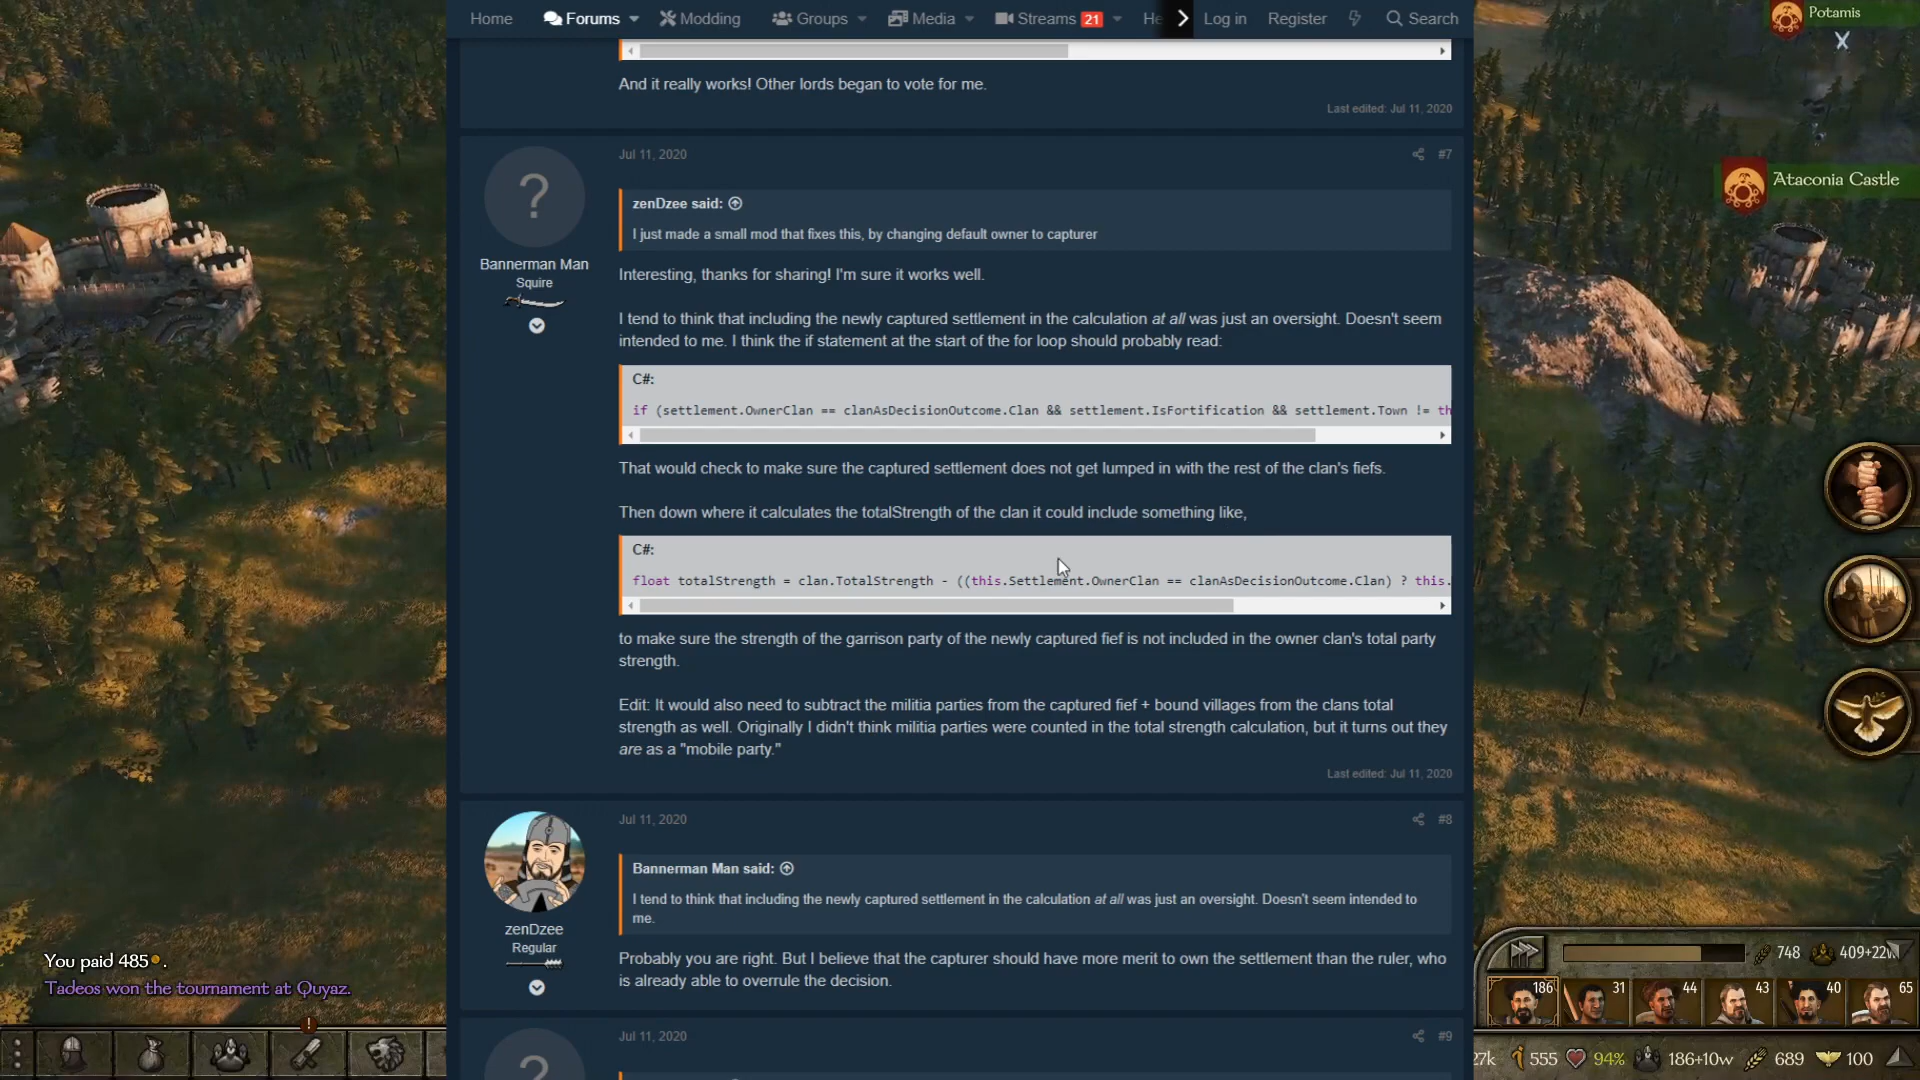 Home
Forums
Modding
Groups
Media
Streams 21
He
Log in
Register
Search
Potamis
X
And it really works! Other lords began to vote for me.
Last edited: Jul 11, 2020
Jul 11, 2020
#7
Bannerman Man
Squire
zenDzee said:
I just made a small mod that fixes this, by changing default owner to capturer
Interesting, thanks for sharing! I'm sure it works well.
I tend to think that including the newly captured settlement in the calculation at all was just an oversight. Doesn't seem
intended to me. I think the if statement at the start of the for loop should probably read:
C#:
if (settlement.OwnerClan == clanAsDecisionOutcome.Clan && settlement.IsFortification && settlement.Town != th
That would check to make sure the captured settlement does not get lumped in with the rest of the clan's fiefs.
Then down where it calculates the totalStrength of the clan it could include something like,
C#:
float totalStrength = clan.TotalStrength - ((this.Settlement.OwnerClan == clanAsDecisionOutcome.Clan) ? this.
to make sure the strength of the garrison party of the newly captured fief is not included in the owner clan's total party
strength.
Edit: It would also need to subtract the militia parties from the captured fief + bound villages from the clans total
strength as well. Originally I didn't think militia parties were counted in the total strength calculation, but it turns out they
are as a "mobile party."
Last edited: Jul 11, 2020
Ataconia Castle
Jul 11, 2020
#8
zenDzee
Regular
Bannerman Man said:
I tend to think that including the newly captured settlement in the calculation at all was just an oversight. Doesn't seem intended to
me.
Probably you are right. But I believe that the capturer should have more merit to own the settlement than the ruler, who
is already able to overrule the decision.
Jul 11, 2020
#9
You paid 485.
Tadeos won the tournament at Quyaz.
748
409+22w
186
31
44
43
40
65
27k
555
94%
186+10w
689
100